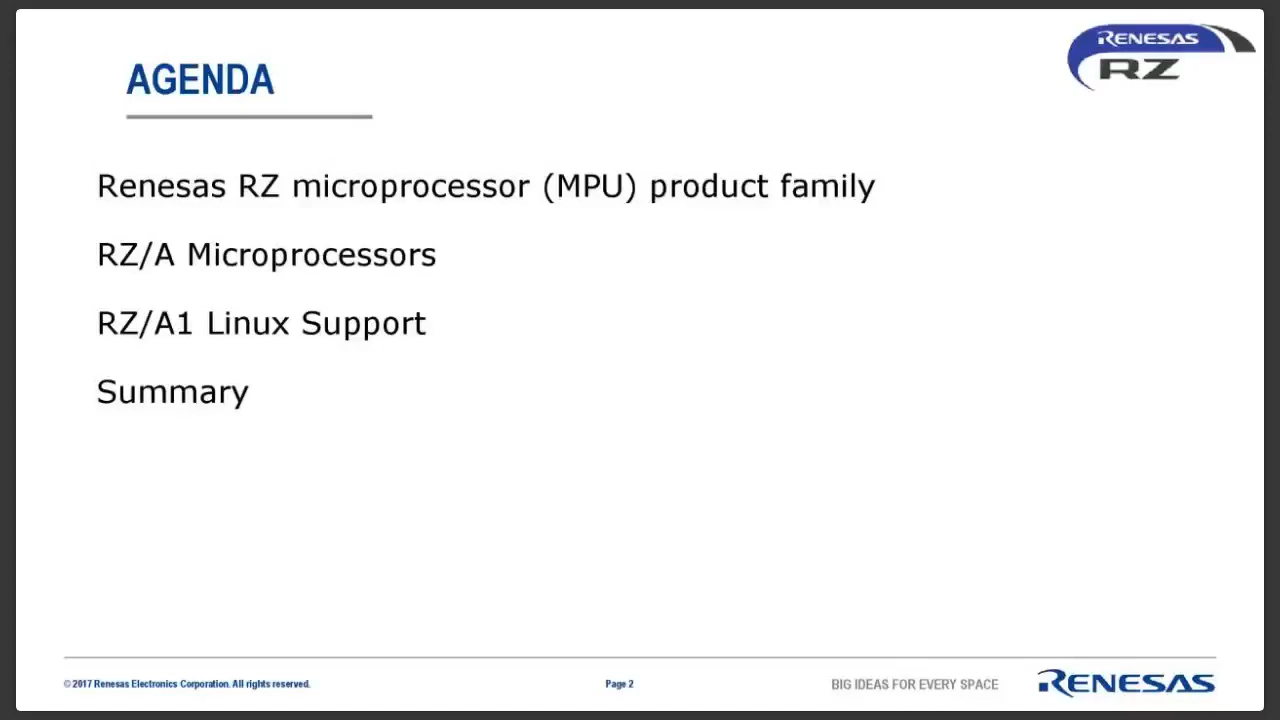 RENESAS
RZ
AGENDA
Renesas RZ microprocessor (MPU) product family
RZ/A Microprocessors
RZ/A1 Linux Support
Summary
© 2017 Renesas Electronics Corporation. All rights reserved.
Page 2
BIG IDEAS FOR EVERY SPACE
RENESAS